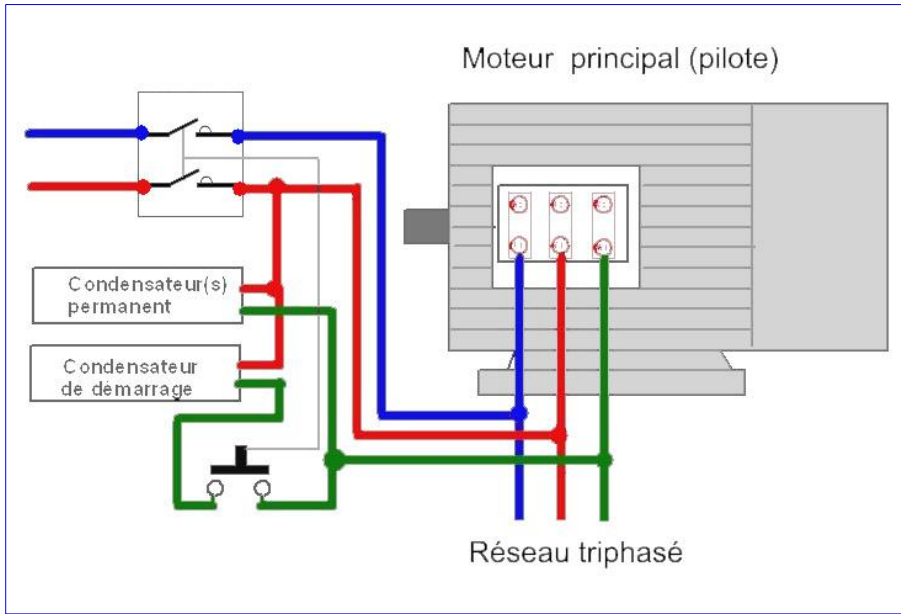 Moteur principal (pilote)
Condensateur(s)
permanent
Condensateur
de démarrage
Réseau triphasé